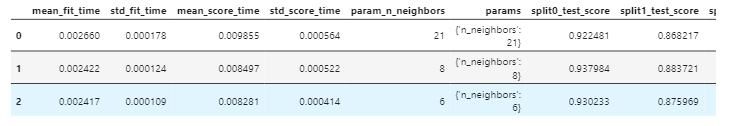 mean_fit_time std_fit_time mean_score_time std_score_time param_n_neighbors params split0_test_score split1_test_score
0 0.002660 0.000178 0.009855 0.000564 21 {'n_neighbors': 21} 0.922481 0.868217
1 0.002422 0.000124 0.008497 0.000522 8 {'n_neighbors': 8} 0.937984 0.883721
2 0.002417 0.000109 0.008281 0.000414 6 {'n_neighbors': 6} 0.930233 0.875969